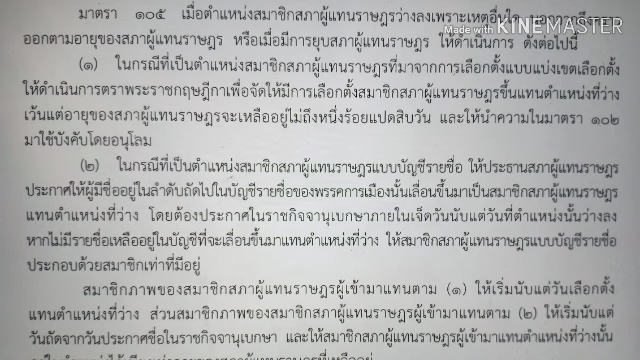 มาตรา ๑๐๕ เมื่อตำแหน่งสมาชิกสภาผู้แทนราษฎรว่างลงเพราะเหตุอื่นใด
Made with
KINEMASTER
ออกตามอายุของสภาผู้แทนราษฎร หรือเมื่อมีการยุบสภาผู้แทนราษฎร ให้ดำเนินการ ดังต่อไปนี้
(๑) ในกรณีที่เป็นตำแหน่งสมาชิกสภาผู้แทนราษฎรที่มาจากการเลือกตั้งแบบแบ่งเขตเลือกตั้ง
ให้ดำเนินการตราพระราชกฤษฎีกาเพื่อจัดให้มีการเลือกตั้งสมาชิกสภาผู้แทนราษฎรขึ้นแทนตำแหน่งที่ว่าง
เว้นแต่อายุของสภาผู้แทนราษฎรจะเหลืออยู่ไม่ถึงหนึ่งร้อยแปดสิบวัน และให้นำความในมาตรา ๑๐๒
มาใช้บังคับโดยอนุโลม
(๒) ในกรณีที่เป็นตำแหน่งสมาชิกสภาผู้แทนราษฎรแบบบัญชีรายชื่อ ให้ประธานสภาผู้แทนราษฎร
ประกาศให้ผู้มีชื่ออยู่ในลำดับถัดไปในบัญชีรายชื่อของพรรคการเมืองนั้นเลื่อนขึ้นมาเป็นสมาชิกสภาผู้แทนราษฎร
แทนตำแหน่งที่ว่าง โดยต้องประกาศในราชกิจจานุเบกษาภายในเจ็ดวันนับแต่วันที่ตำแหน่งนั้นว่างลง
หากไม่มีรายชื่อเหลืออยู่ในบัญชีที่จะเลื่อนขึ้นมาแทนตำแหน่งที่ว่าง ให้สมาชิกสภาผู้แทนราษฎรแบบบัญชีรายชื่อ
ประกอบด้วยสมาชิกเท่าที่มีอยู่
สมาชิกภาพของสมาชิกสภาผู้แทนราษฎรผู้เข้ามาแทนตาม (๑) ให้เริ่มนับแต่วันเลือกตั้ง
แทนตำแหน่งที่ว่าง ส่วนสมาชิกภาพของสมาชิกสภาผู้แทนราษฎรผู้เข้ามาแทนตาม (๒) ให้เริ่มนับแต่
วันถัดจากวันประกาศชื่อในราชกิจจานุเบกษา และให้สมาชิกสภาผู้แทนราษฎรผู้เข้ามาแทนตำแหน่งที่ว่างนั้น